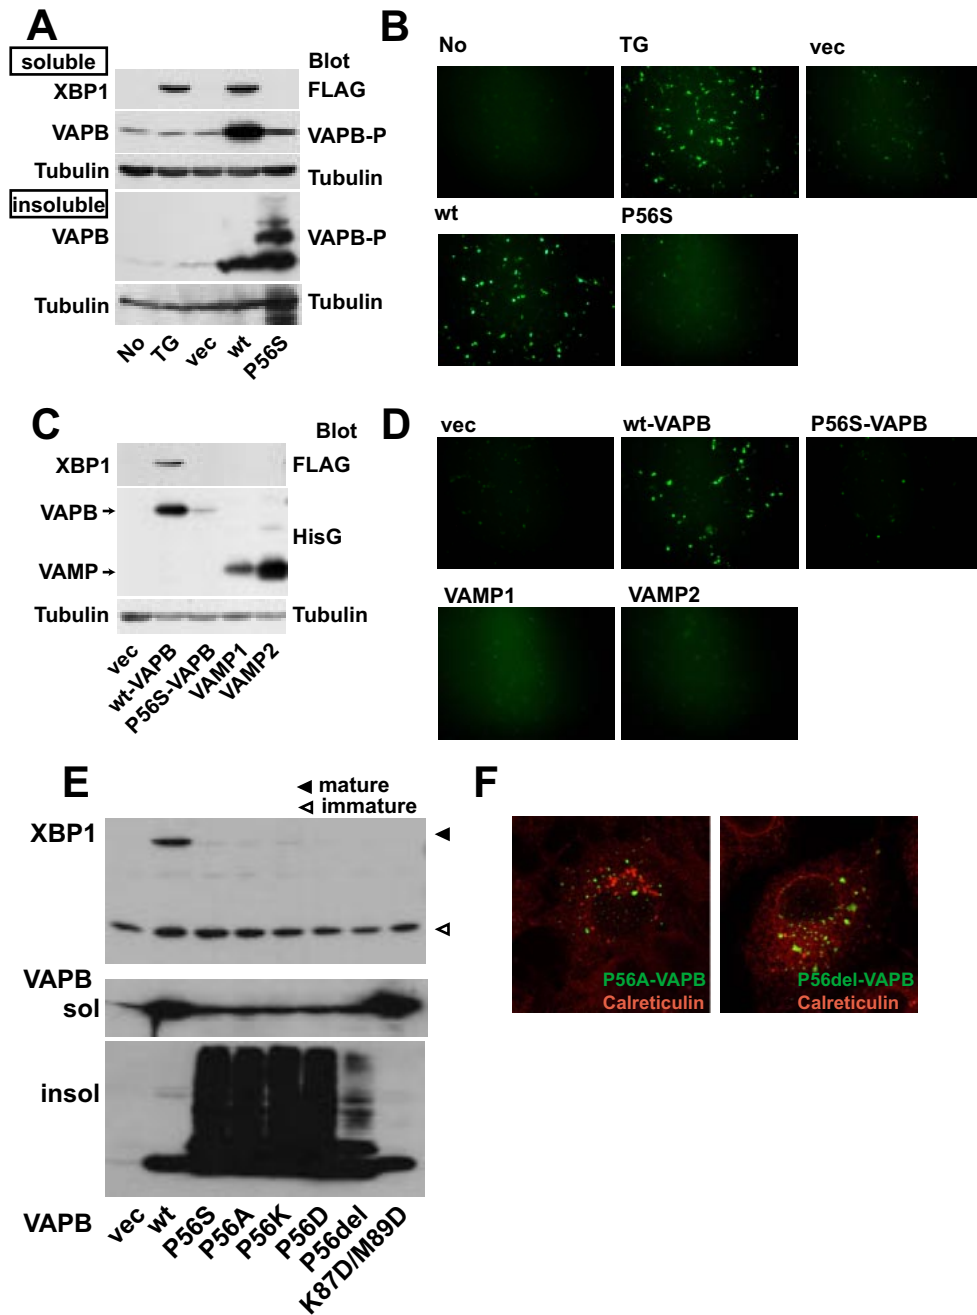 A
soluble
Blot
XBP1
FLAG
VAPB
VAPB-P
Tubulin
Tubulin
insoluble
VAPB
VAPB-P
Tubulin
Tubulin
No
TG
vec
wt
P56S
B
No
TG
vec
wt
P56S
C
Blot
XBP1
FLAG
VAPB
HisG
VAMP
Tubulin
Tubulin
vec
wt-VAPB
P56S-VAPB
VAMP1
VAMP2
D
vec
wt-VAPB
P56S-VAPB
VAMP1
VAMP2
E
mature
immature
XBP1
VAPB
sol
insol
VAPB
vec
wt
P56S
P56A
P56K
P56D
P56del
K87D/M89D
F
P56A-VAPB
Calreticulin
P56del-VAPB
Calreticulin